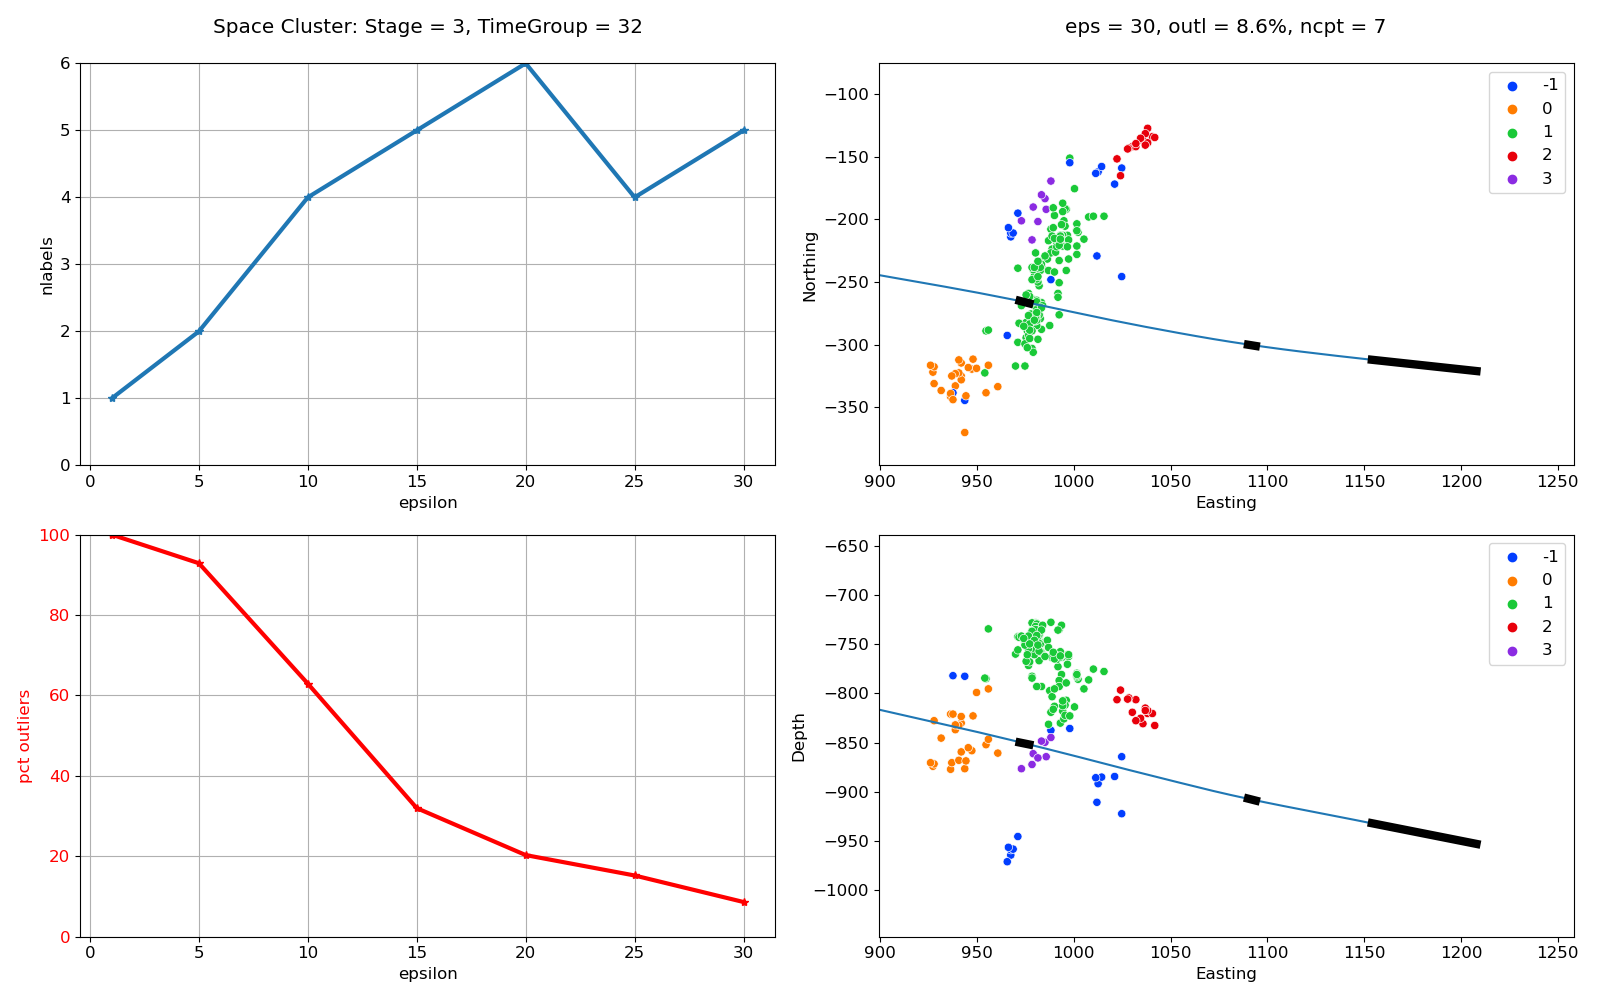 Space Cluster: Stage = 3, TimeGroup = 32
nlabels
6
5
4
3
2
1
0
0 5 10 15 20 25 30
epsilon
eps = 30, outl = 8.6%, ncpt = 7
Northing
−100
−150
−200
−250
−300
−350
-1
0
1
2
3
900 950 1000 1050 1100 1150 1200 1250
Easting
pct outliers
100
80
60
40
20
0
0 5 10 15 20 25 30
epsilon
Depth
−650
−700
−750
−800
−850
−900
−950
−1000
-1
0
1
2
3
900 950 1000 1050 1100 1150 1200 1250
Easting